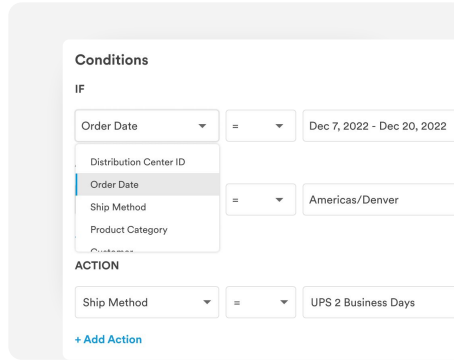 Conditions
IF
Order Date = Dec 7, 2022 - Dec 20, 2022
Distribution Center ID
Order Date
= Americas/Denver
Ship Method
Product Category
Customer
ACTION
Ship Method = UPS 2 Business Days
+ Add Action